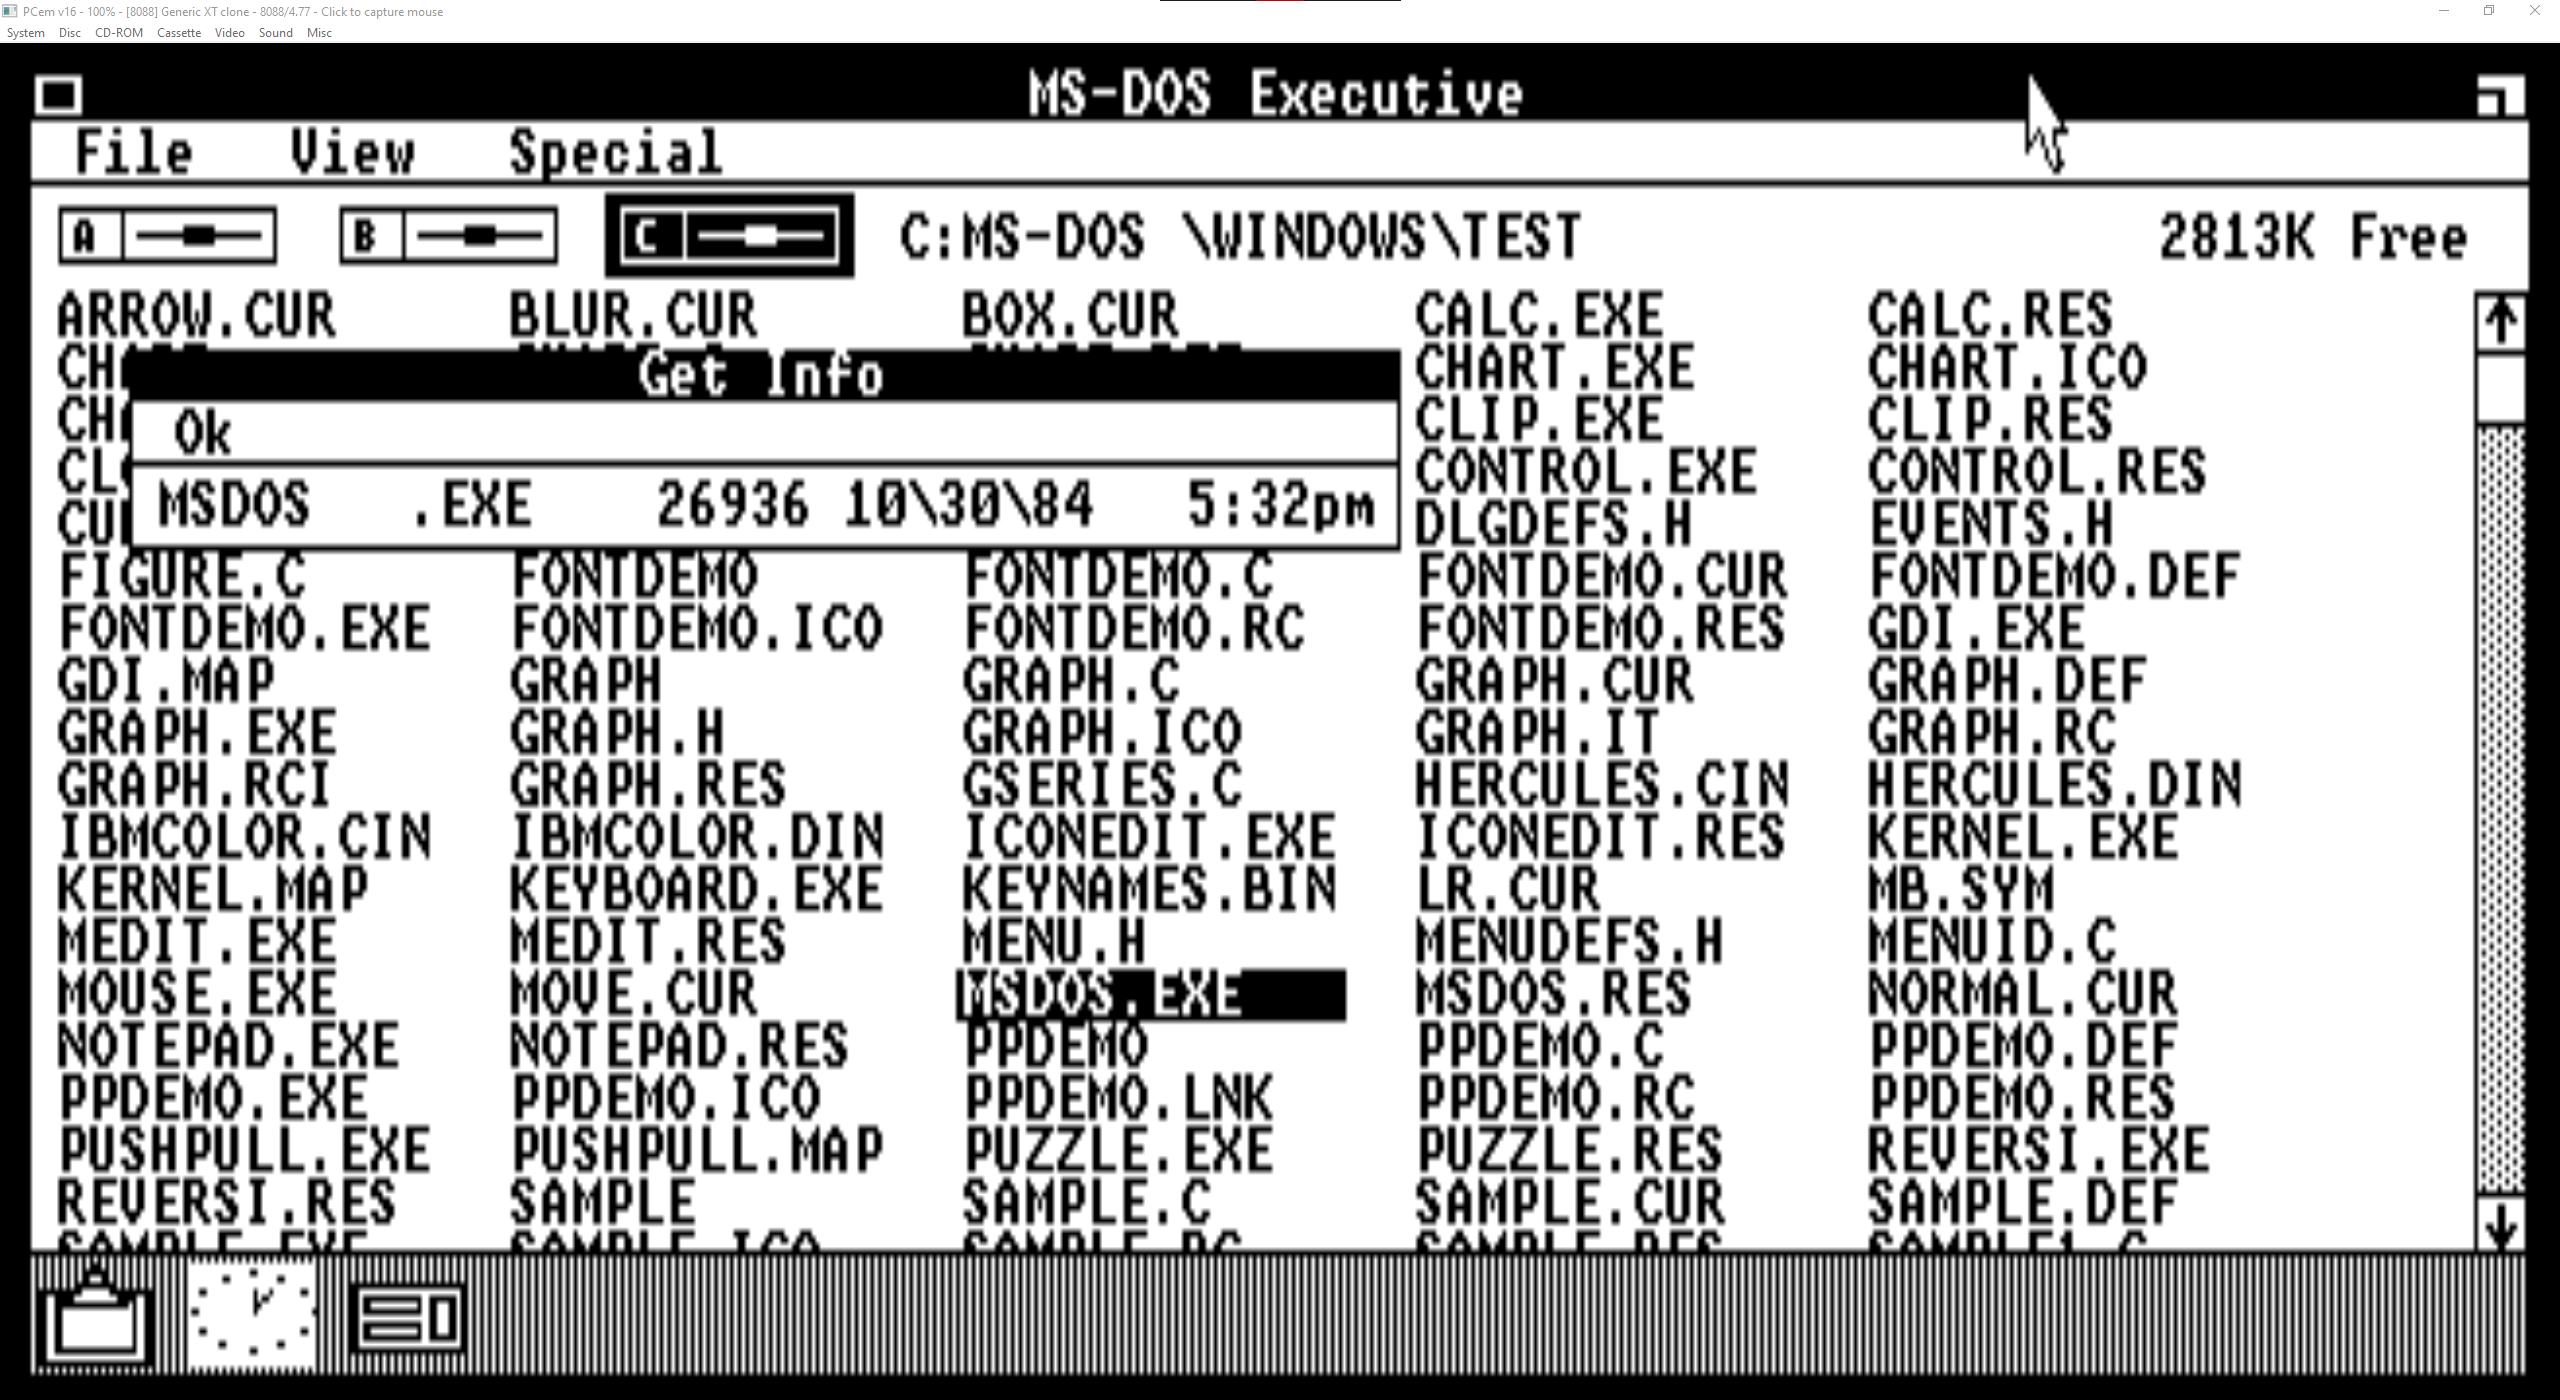 PCem v16 - 100% - [8088] Generic XT clone - 8088/4.77 - Click to capture mouse
System Disc CD-ROM Cassette Video Sound Misc
MS-DOS Executive
File View Special
A B C C:MS-DOS \WINDOWS\TEST 2813K Free
ARROW.CUR BLUR.CUR BOX.CUR CALC.EXE CALC.RES
CH CHART.EXE CHART.ICO
Get Info
CH CLIP.EXE CLIP.RES
Ok
CL CONTROL.EXE CONTROL.RES
MSDOS .EXE 26936 10\30\84 5:32pm
CU DLGDEFS.H EVENTS.H
FIGURE.C FONTDEMO FONTDEMO.C FONTDEMO.CUR FONTDEMO.DEF
FONTDEMO.EXE FONTDEMO.ICO FONTDEMO.RC FONTDEMO.RES GDI.EXE
GDI.MAP GRAPH GRAPH.C GRAPH.CUR GRAPH.DEF
GRAPH.EXE GRAPH.H GRAPH.ICO GRAPH.IT GRAPH.RC
GRAPH.RCI GRAPH.RES GSERIES.C HERCULES.CIN HERCULES.DIN
IBMCOLOR.CIN IBMCOLOR.DIN ICONEDIT.EXE ICONEDIT.RES KERNEL.EXE
KERNEL.MAP KEYBOARD.EXE KEYNAMES.BIN LR.CUR MB.SYM
MEDIT.EXE MEDIT.RES MENU.H MENUDEFS.H MENUID.C
MOUSE.EXE MOVE.CUR MSDOS.EXE MSDOS.RES NORMAL.CUR
NOTEPAD.EXE NOTEPAD.RES PPDEMO PPDEMO.C PPDEMO.DEF
PPDEMO.EXE PPDEMO.ICO PPDEMO.LNK PPDEMO.RC PPDEMO.RES
PUSHPULL.EXE PUSHPULL.MAP PUZZLE.EXE PUZZLE.RES REVERSI.EXE
REVERSI.RES SAMPLE SAMPLE.C SAMPLE.CUR SAMPLE.DEF
SAMPLE.EXE SAMPLE.ICO SAMPLE.RC SAMPLE.RES SAMPLE1.C